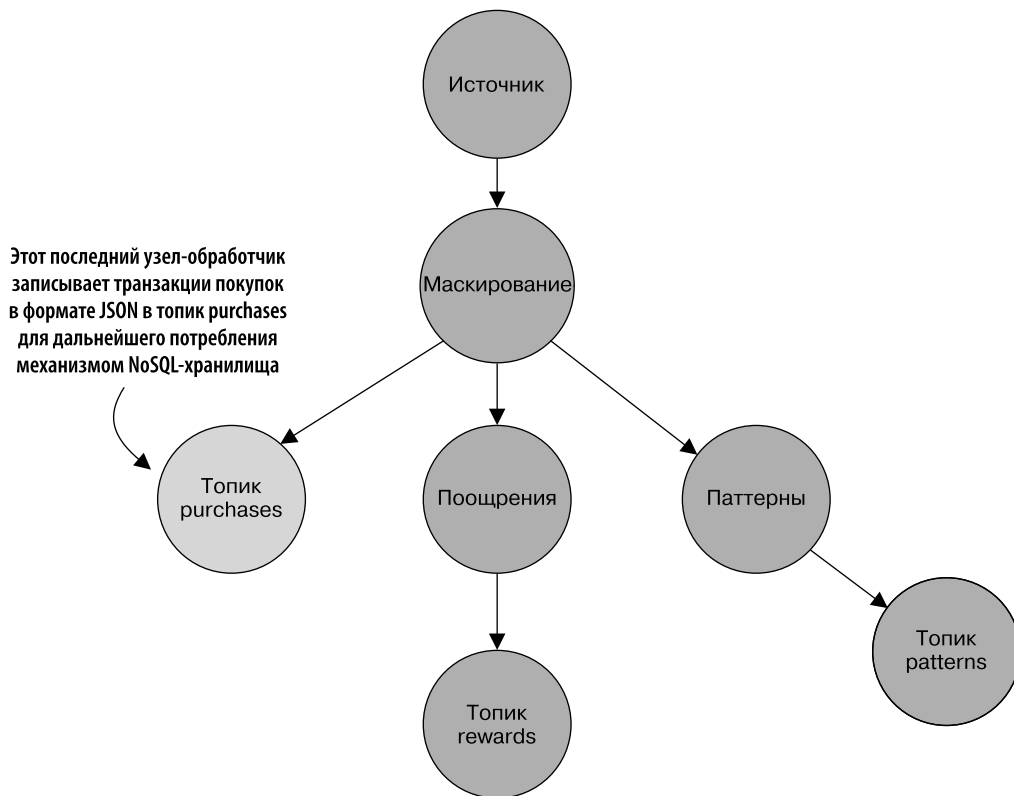 Источник
Маскирование
Этот последний узел-обработчик
записывает транзакции покупок
в формате JSON в топик purchases
для дальнейшего потребления
механизмом NoSQL-хранилища
Топик
purchases
Поощрения
Паттерны
Топик
patterns
Топик
rewards